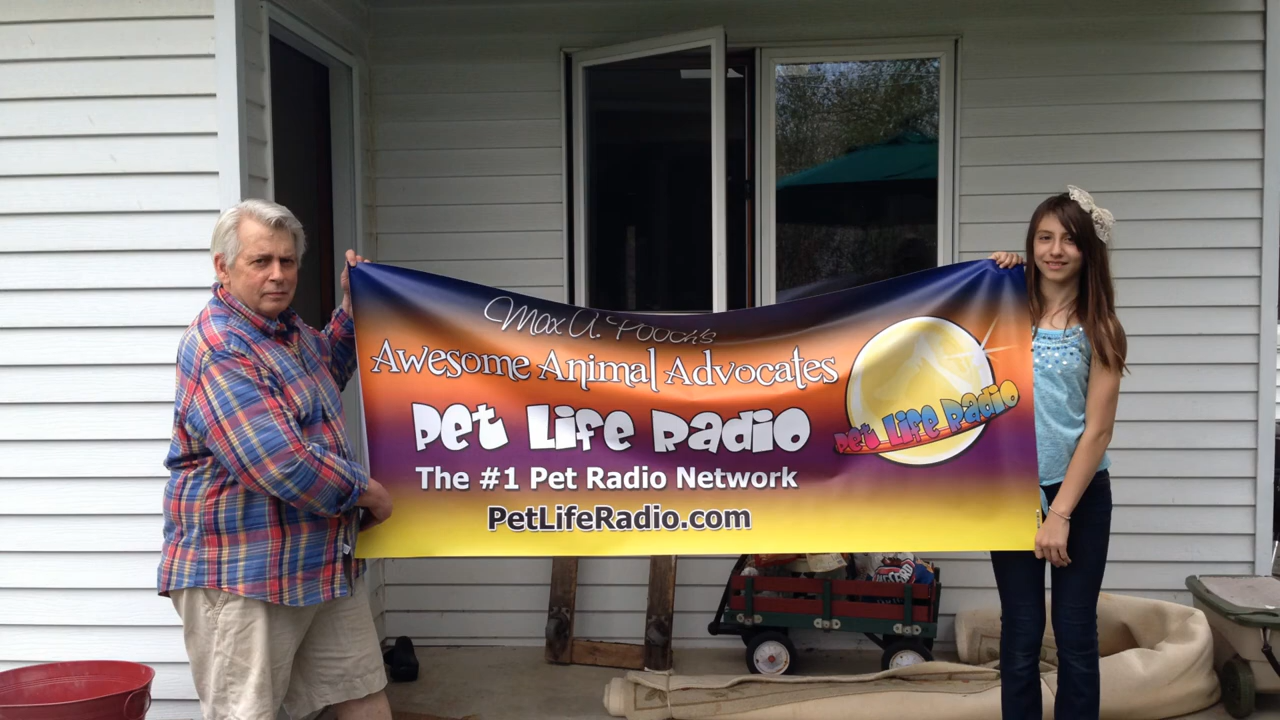 Max A. Pooch's
Awesome Animal Advocates
Pet Life Radio
The #1 Pet Radio Network
PetLifeRadio.com
Pet Life Radio